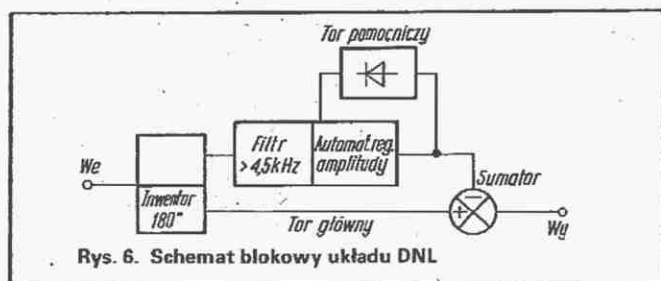 Tor pomocniczy
Filtr
>4,5kHz
Automat.reg.
amplitudy
We
Inwentor
180°
Tor główny
Sumator
Wy
Rys. 6. Schemat blokowy układu DNL